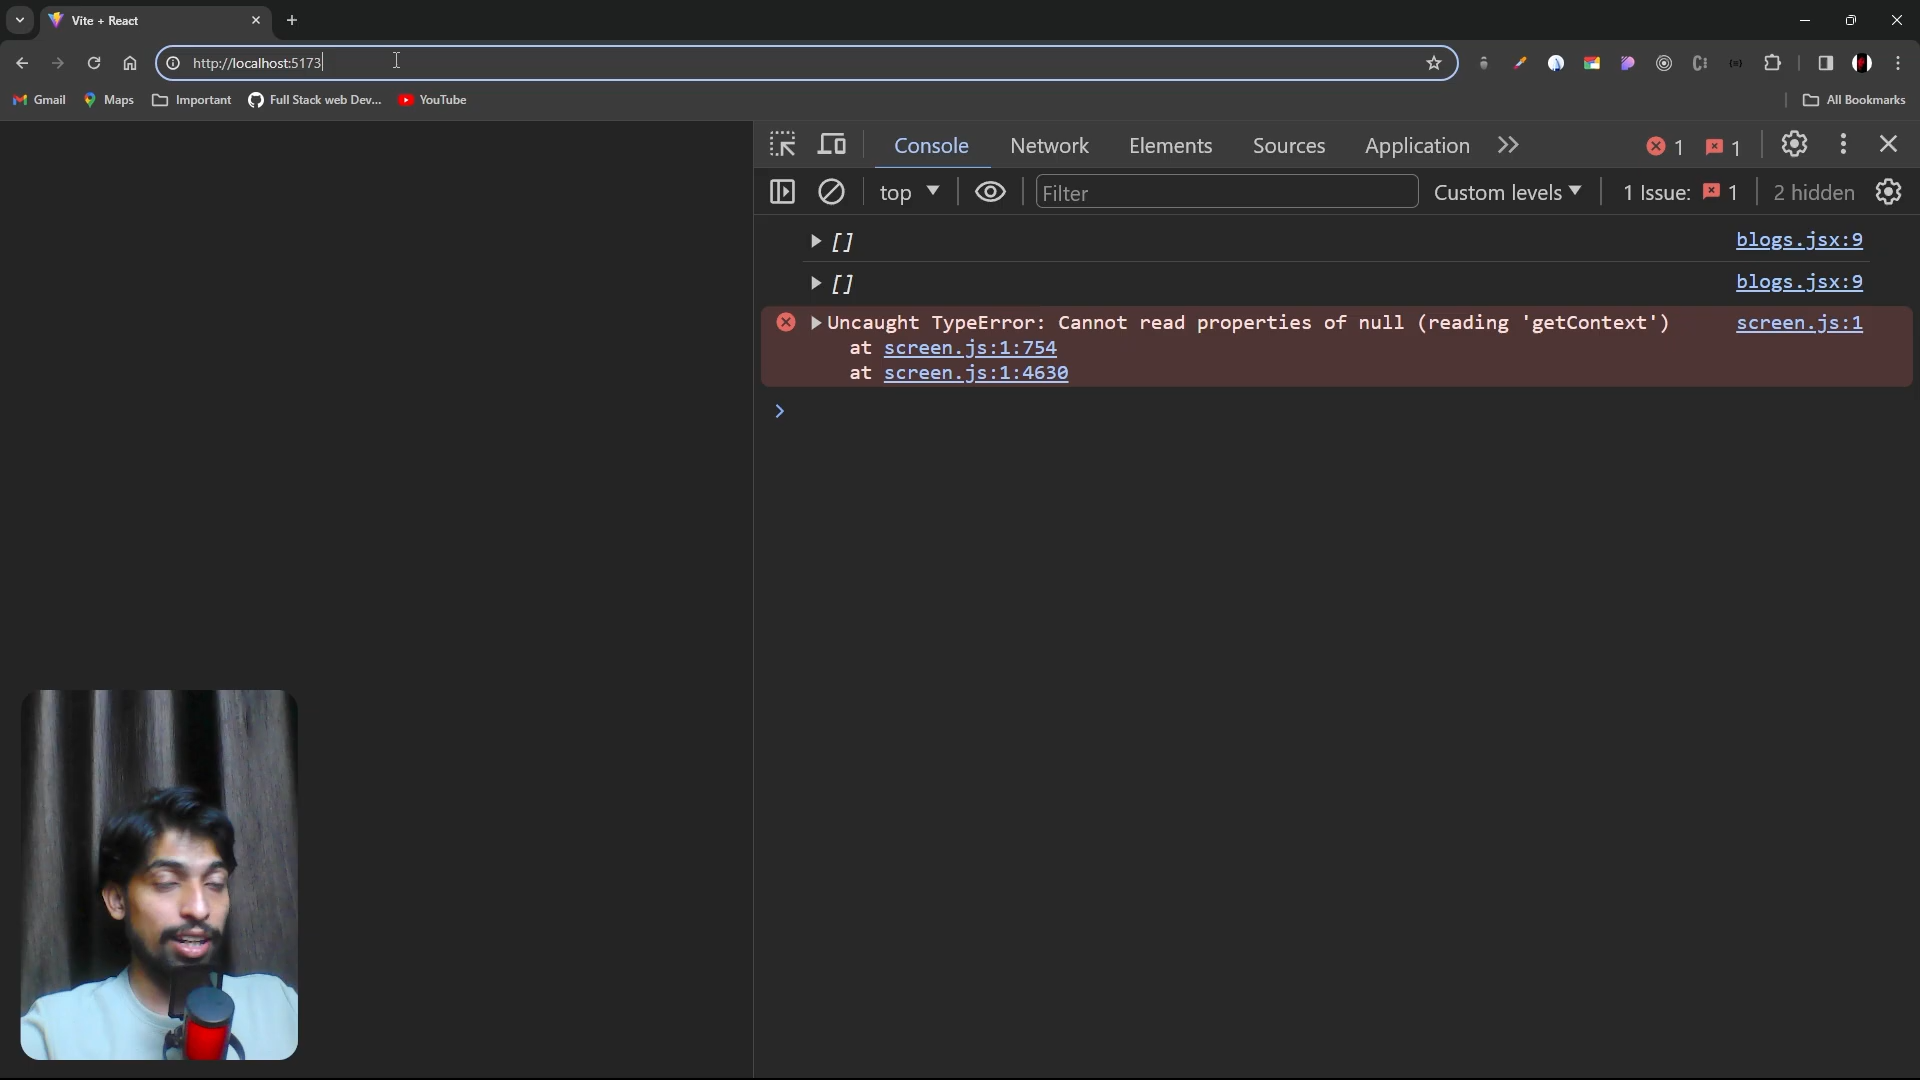 Vite + React
http://localhost:5173
Gmail
Maps
Important
Full Stack web Dev...
YouTube
All Bookmarks
Console
Network
Elements
Sources
Application
1
1
top
Filter
Custom levels
1 Issue:
1
2 hidden
[]
blogs.jsx:9
[]
blogs.jsx:9
Uncaught TypeError: Cannot read properties of null (reading 'getContext')
screen.js:1
at screen.js:1:754
at screen.js:1:4630